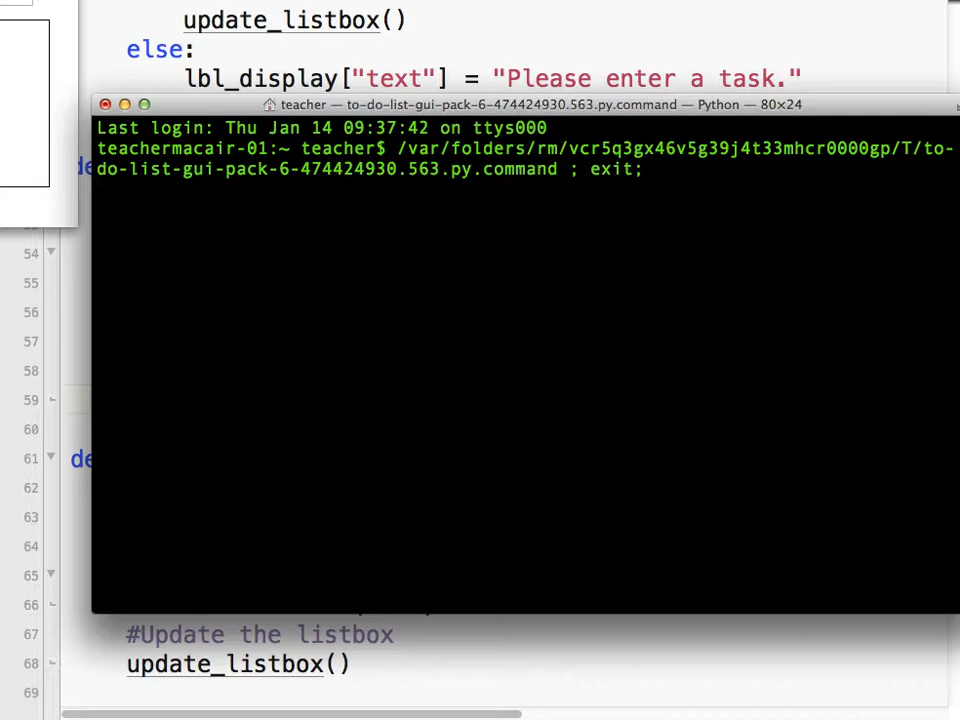 update_listbox()
else:
lbl_display["text"] = "Please enter a task."
teacher — to-do-list-gui-pack-6-474424930.563.py.command — Python — 80×24
Last login: Thu Jan 14 09:37:42 on ttys000
teachermacair-01:~ teacher$ /var/folders/rm/vcr5q3gx46v5g39j4t33mhcr0000gp/T/to-
do-list-gui-pack-6-474424930.563.py.command ; exit;
de
54
55
56
57
58
59
60
61 de
62
63
64
65
66
67 #Update the listbox
68 update_listbox()
69